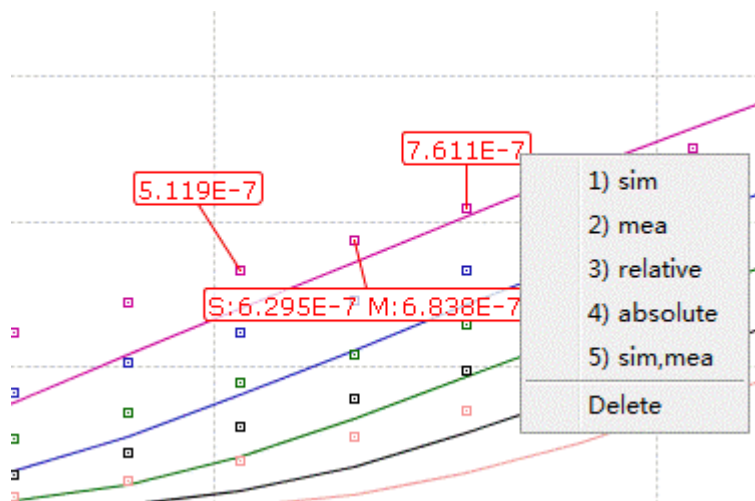 7.611E-7
5.119E-7
S:6.295E-7 M:6.838E-7
1) sim
2) mea
3) relative
4) absolute
5) sim,mea
Delete